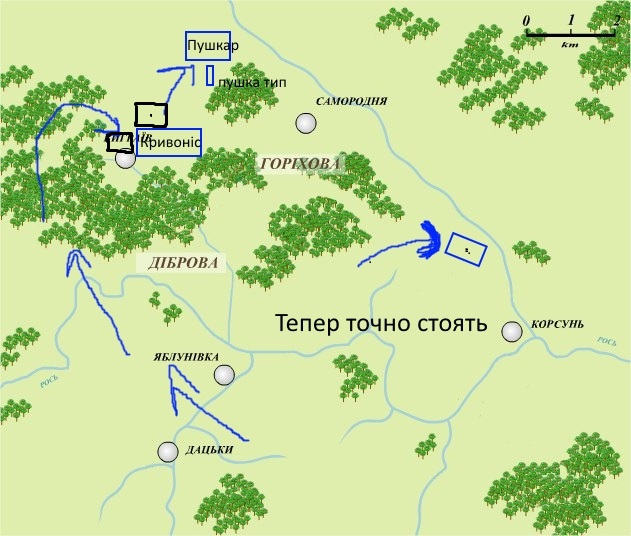 0 1 2
km
Пушкар
пушка тип
САМОРОДНЯ
Кривоніс
ГОРІХОВА
ДІБРОВА
Тепер точно стоять
КОРСУНЬ
РОСЬ
ЯБЛУНІВКА
РОСЬ
ДАЦЬКИ